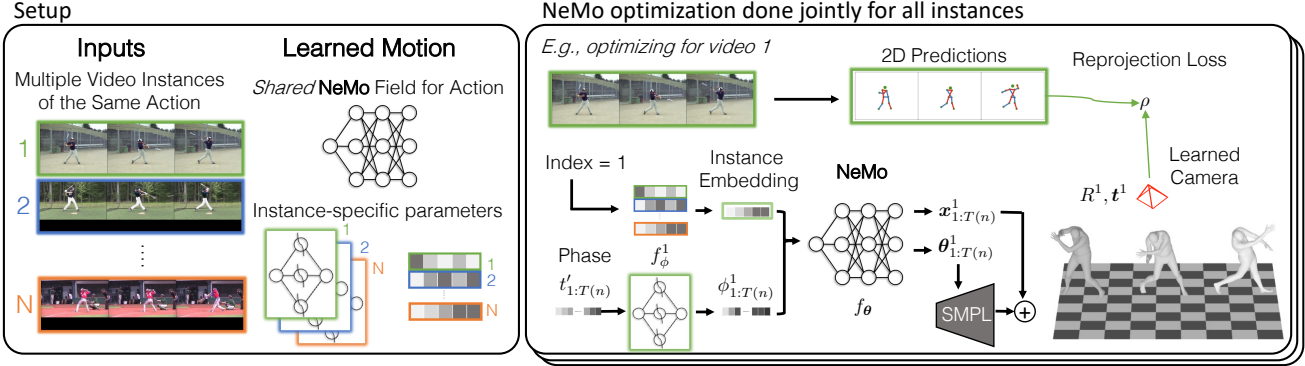 Setup
Inputs
Multiple Video Instances
of the Same Action
1
2
N
Learned Motion
Shared NeMo Field for Action
Instance-specific parameters
1
2
N
1
2
N
NeMo optimization done jointly for all instances
E.g., optimizing for video 1
2D Predictions
Reprojection Loss
ρ
Index = 1
Instance
Embedding
NeMo
Learned
Camera
R¹, t¹
x¹₁:T(n)
θ¹₁:T(n)
f¹ϕ
Phase
t′₁:T(n)
ϕ¹₁:T(n)
fθ
SMPL
+